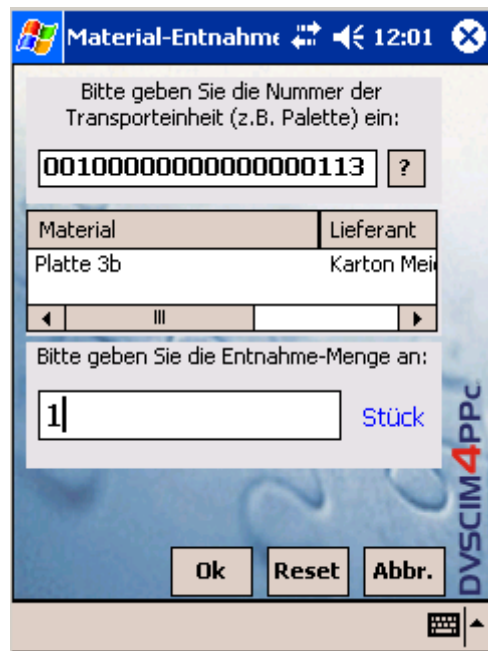 Material-Entnahme 12:01
Bitte geben Sie die Nummer der
Transporteinheit (z.B. Palette) ein:
00100000000000000113 ?
Material Lieferant
Platte 3b Karton Mei
Bitte geben Sie die Entnahme-Menge an:
1 Stück
DVSCIM4PPC
Ok Reset Abbr.